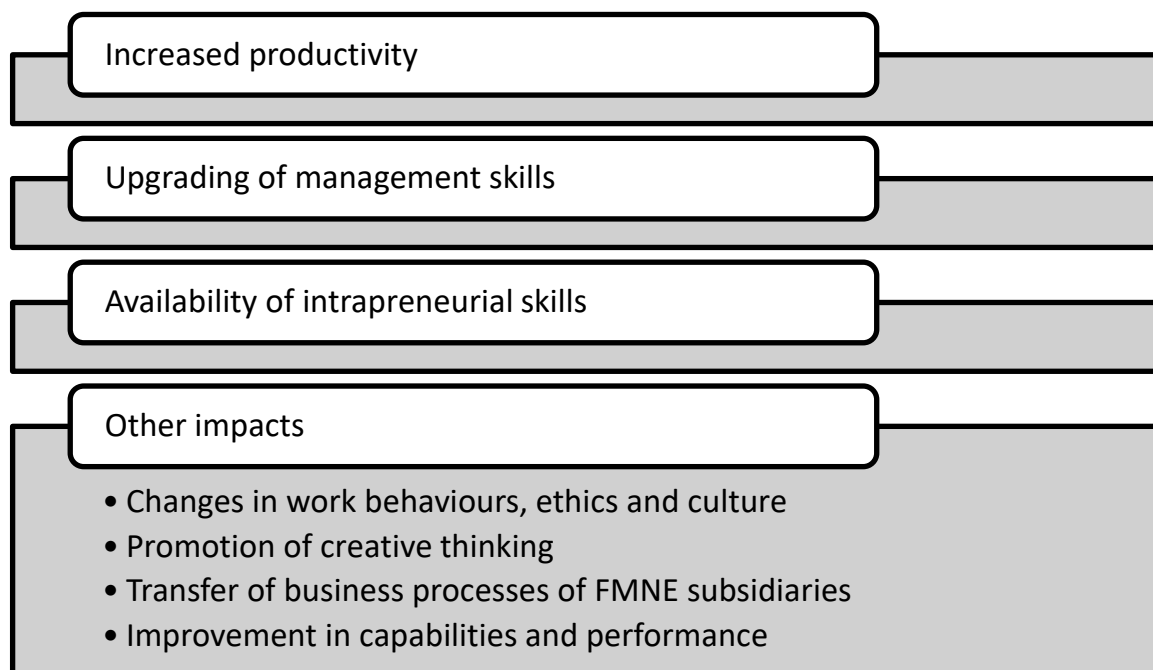 Increased productivity
Upgrading of management skills
Availability of intrapreneurial skills
Other impacts
• Changes in work behaviours, ethics and culture
• Promotion of creative thinking
• Transfer of business processes of FMNE subsidiaries
• Improvement in capabilities and performance